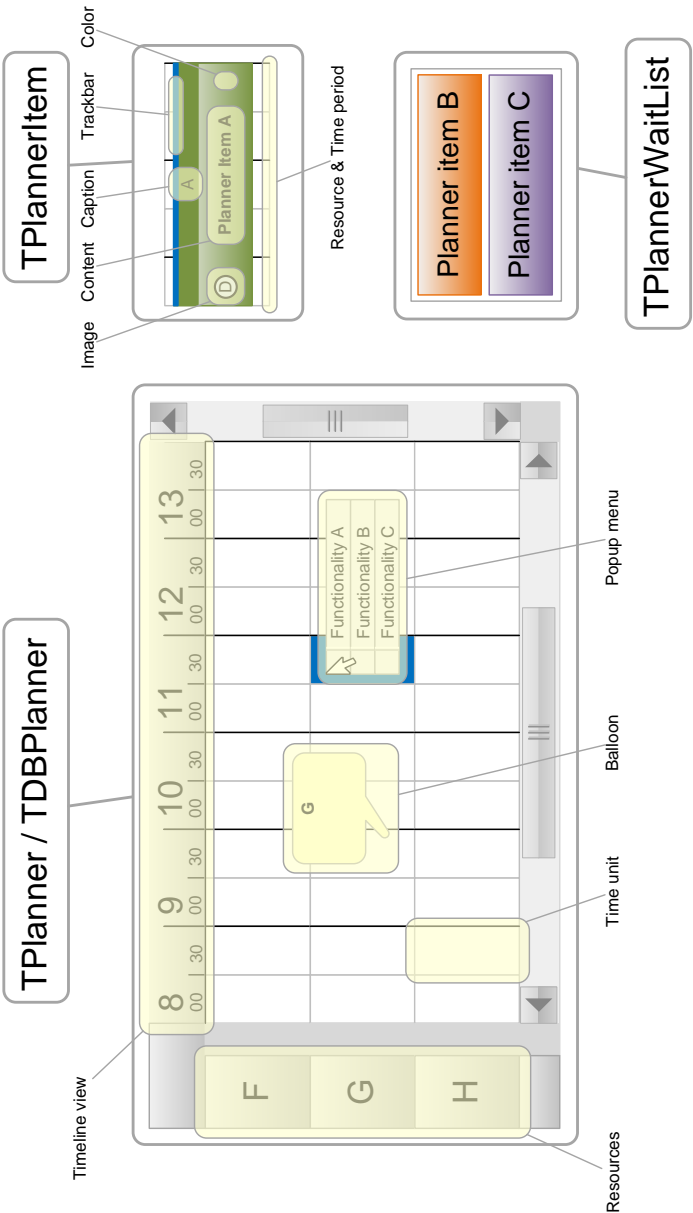 TPlanner / TDBPlanner
Timeline view
8 9 10 11 12 13
00 30 00 30 00 30 00 30 00 30 00 30
F
G
H
G
Functionality A
Functionality B
Functionality C
Resources
Time unit
Balloon
Popup menu
TPlannerItem
Image
Content
Caption
Trackbar
Color
A
D
Planner Item A
Resource & Time period
Planner item B
Planner item C
TPlannerWaitList